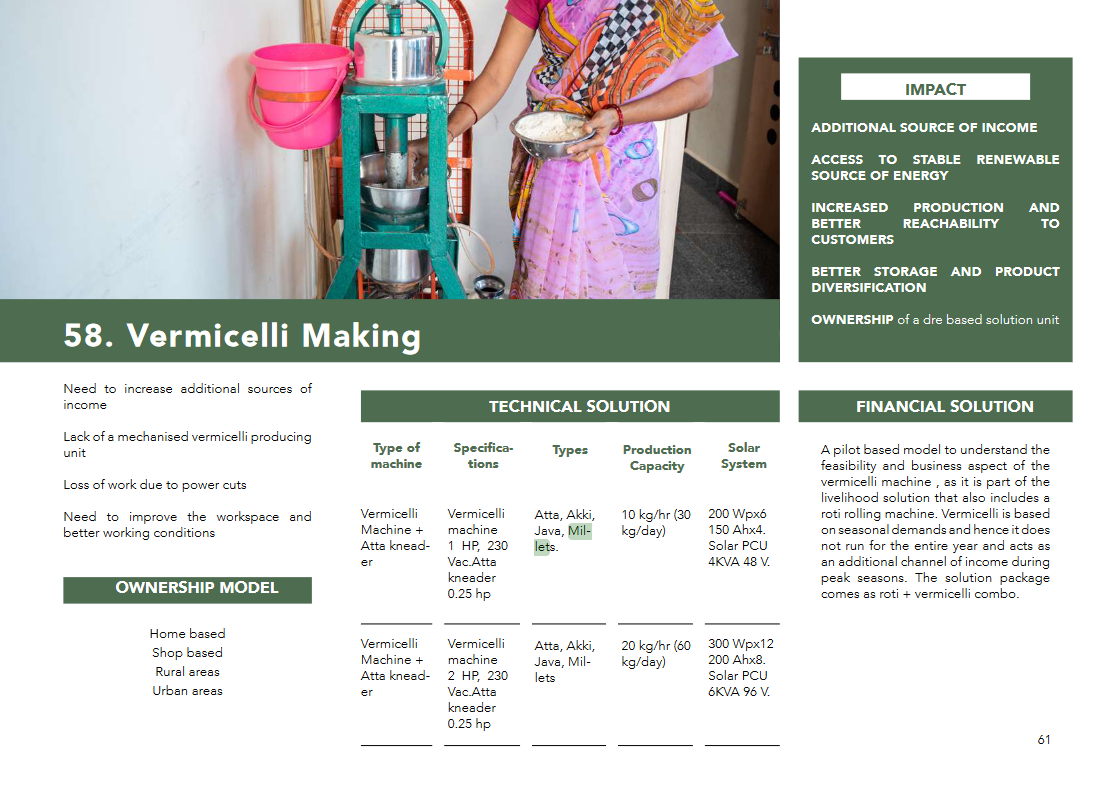 58. Vermicelli Making
Need to increase additional sources of
income
Lack of a mechanised vermicelli producing
unit
Loss of work due to power cuts
Need to improve the workspace and
better working conditions
OWNERSHIP MODEL
Home based
Shop based
Rural areas
Urban areas
TECHNICAL SOLUTION
Type of
machine
Specifica-
tions
Types
Production
Capacity
Solar
System
Vermicelli
Machine +
Atta knead-
er
Vermicelli
machine
1 HP, 230
Vac.Atta
kneader
0.25 hp
Atta, Akki,
Java, Mil-
lets.
10 kg/hr (30
kg/day)
200 Wpx6
150 Ahx4.
Solar PCU
4KVA 48 V.
Vermicelli
Machine +
Atta knead-
er
Vermicelli
machine
2 HP, 230
Vac.Atta
kneader
0.25 hp
Atta, Akki,
Java, Mil-
lets
20 kg/hr (60
kg/day)
300 Wpx12
200 Ahx8.
Solar PCU
6KVA 96 V.
IMPACT
ADDITIONAL SOURCE OF INCOME
ACCESS TO STABLE RENEWABLE
SOURCE OF ENERGY
INCREASED PRODUCTION AND
BETTER REACHABILITY TO
CUSTOMERS
BETTER STORAGE AND PRODUCT
DIVERSIFICATION
OWNERSHIP of a dre based solution unit
FINANCIAL SOLUTION
A pilot based model to understand the
feasibility and business aspect of the
vermicelli machine , as it is part of the
livelihood solution that also includes a
roti rolling machine. Vermicelli is based
on seasonal demands and hence it does
not run for the entire year and acts as
an additional channel of income during
peak seasons. The solution package
comes as roti + vermicelli combo.
61